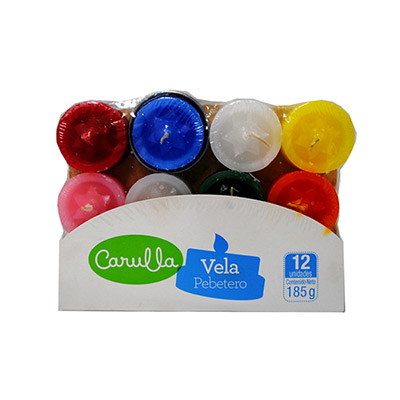 Carulla
Vela
Pebetero
12
unidades
Contenido Neto
185 g